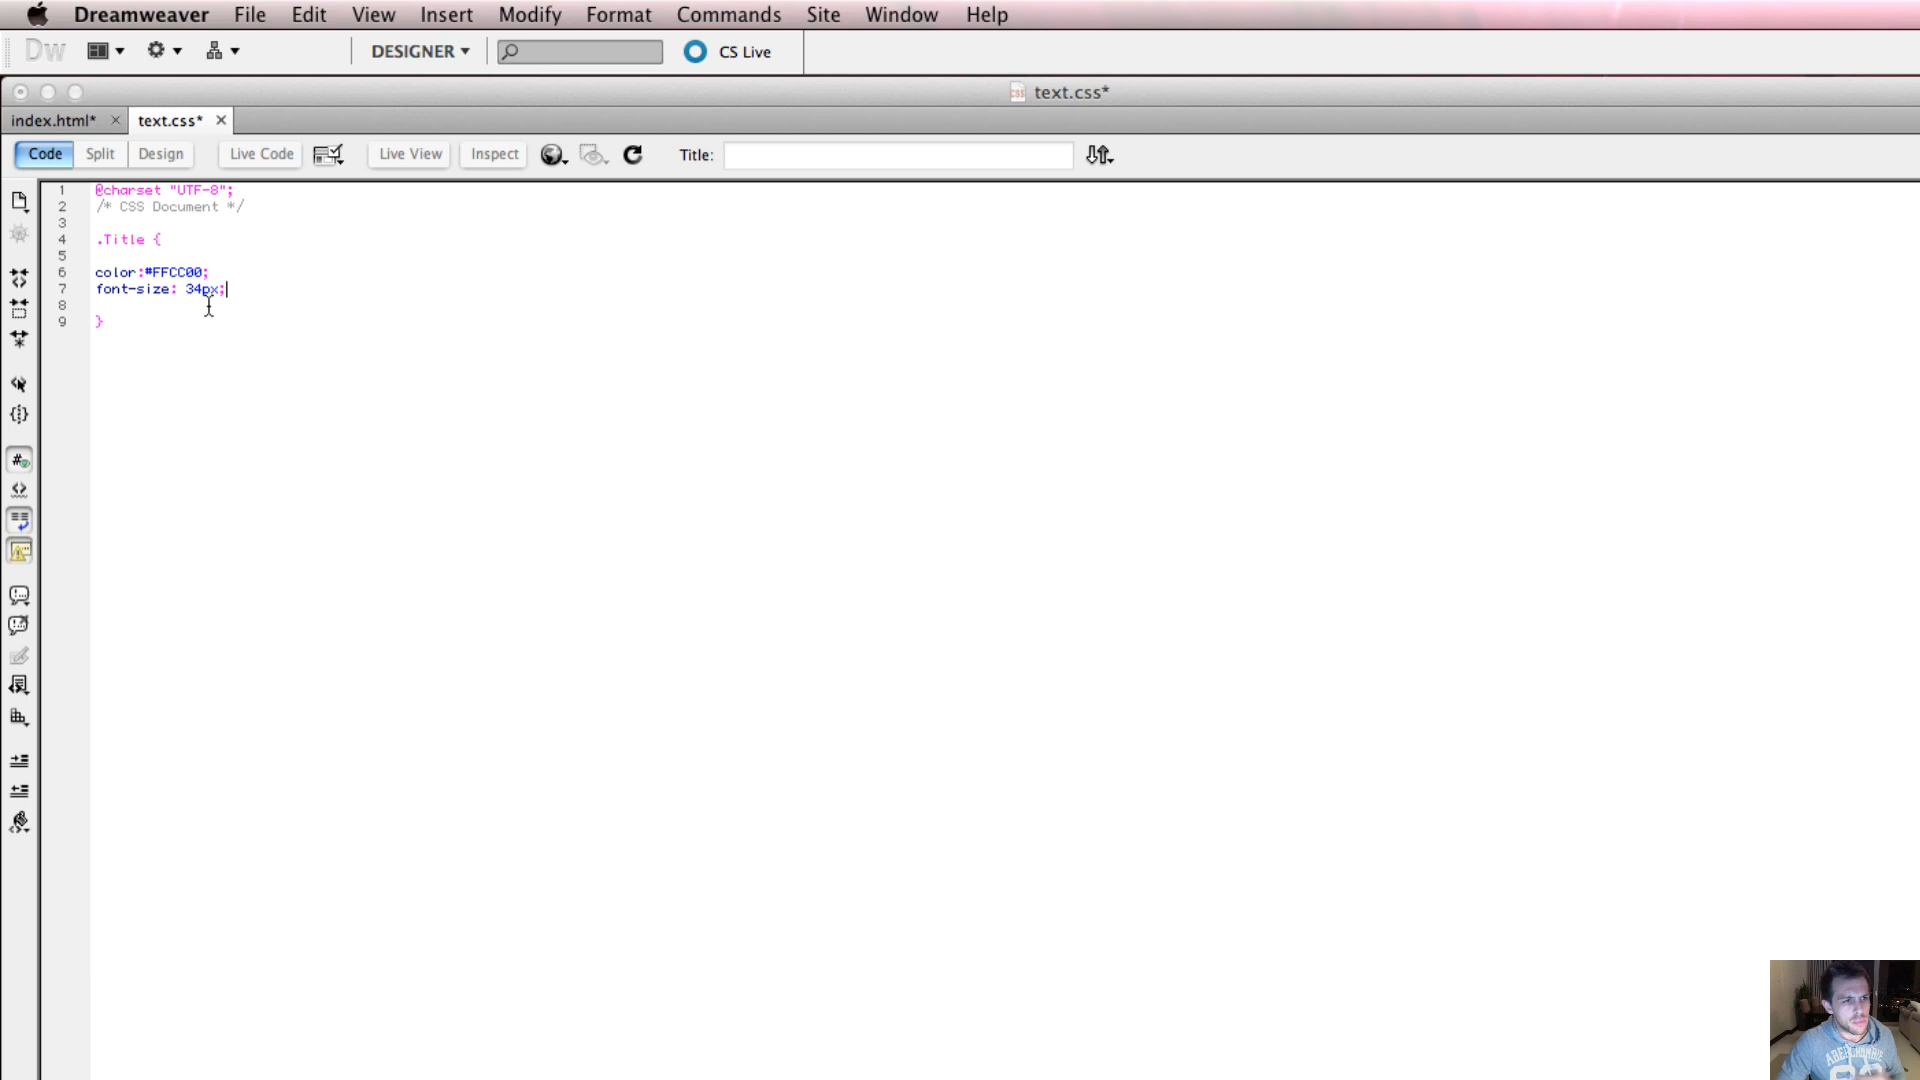 Dreamweaver File Edit View Insert Modify Format Commands Site Window Help
Dw DESIGNER CS Live
text.css*
index.html* text.css*
Code Split Design Live Code Live View Inspect Title:
1 @charset "UTF-8";
2 /* CSS Document */
3
4 .Title {
5
6 color:#FFCC00;
7 font-size: 34px;
8
9 }